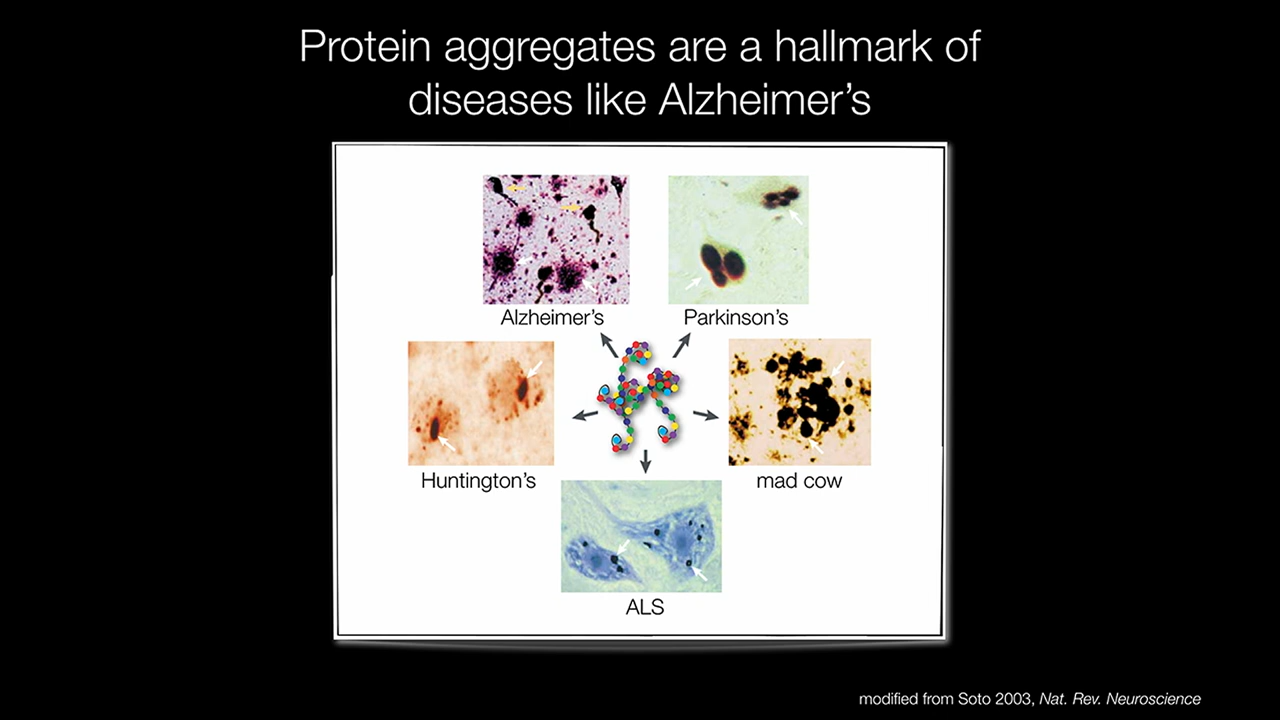 Protein aggregates are a hallmark of
diseases like Alzheimer’s
Alzheimer’s
Parkinson’s
Huntington’s
mad cow
ALS
modified from Soto 2003, Nat. Rev. Neuroscience